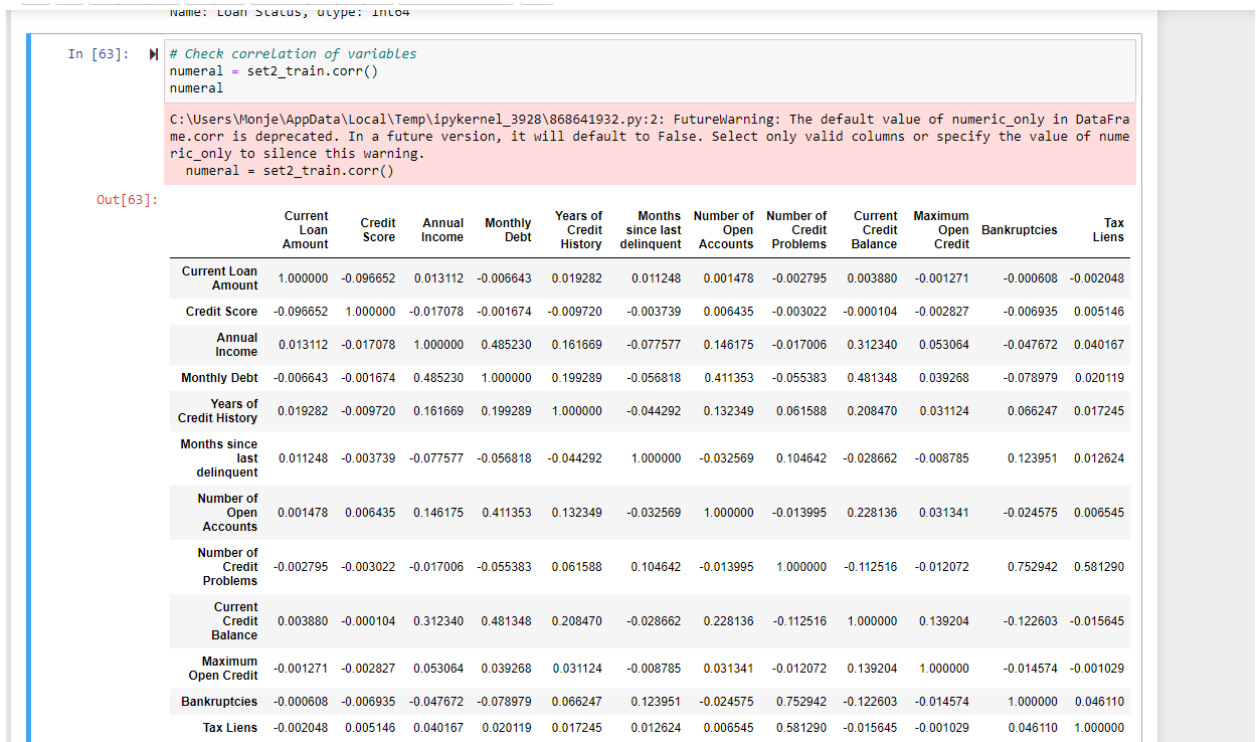 Name: Loan Status, dtype: int64
In [63]: # Check correlation of variables
numeral = set2_train.corr()
numeral
C:\Users\Monje\AppData\Local\Temp\ipykernel_3928\868641932.py:2: FutureWarning: The default value of numeric_only in DataFra
me.corr is deprecated. In a future version, it will default to False. Select only valid columns or specify the value of nume
ric_only to silence this warning.
numeral = set2_train.corr()
Out[63]:
Current Loan Amount Credit Score Annual Income Monthly Debt Years of Credit History Months since last delinquent Number of Open Accounts Number of Credit Problems Current Credit Balance Maximum Open Credit Bankruptcies Tax Liens
Current Loan Amount 1.000000 -0.096652 0.013112 -0.006643 0.019282 0.011248 0.001478 -0.002795 0.003880 -0.001271 -0.000608 -0.002048
Credit Score -0.096652 1.000000 -0.017078 -0.001674 -0.009720 -0.003739 0.006435 -0.003022 -0.000104 -0.002827 -0.006935 0.005146
Annual Income 0.013112 -0.017078 1.000000 0.485230 0.161669 -0.077577 0.146175 -0.017006 0.312340 0.053064 -0.047672 0.040167
Monthly Debt -0.006643 -0.001674 0.485230 1.000000 0.199289 -0.056818 0.411353 -0.055383 0.481348 0.039268 -0.078979 0.020119
Years of Credit History 0.019282 -0.009720 0.161669 0.199289 1.000000 -0.044292 0.132349 0.061588 0.208470 0.031124 0.066247 0.017245
Months since last delinquent 0.011248 -0.003739 -0.077577 -0.056818 -0.044292 1.000000 -0.032569 0.104642 -0.028662 -0.008785 0.123951 0.012624
Number of Open Accounts 0.001478 0.006435 0.146175 0.411353 0.132349 -0.032569 1.000000 -0.013995 0.228136 0.031341 -0.024575 0.006545
Number of Credit Problems -0.002795 -0.003022 -0.017006 -0.055383 0.061588 0.104642 -0.013995 1.000000 -0.112516 -0.012072 0.752942 0.581290
Current Credit Balance 0.003880 -0.000104 0.312340 0.481348 0.208470 -0.028662 0.228136 -0.112516 1.000000 0.139204 -0.122603 -0.015645
Maximum Open Credit -0.001271 -0.002827 0.053064 0.039268 0.031124 -0.008785 0.031341 -0.012072 0.139204 1.000000 -0.014574 -0.001029
Bankruptcies -0.000608 -0.006935 -0.047672 -0.078979 0.066247 0.123951 -0.024575 0.752942 -0.122603 -0.014574 1.000000 0.046110
Tax Liens -0.002048 0.005146 0.040167 0.020119 0.017245 0.012624 0.006545 0.581290 -0.015645 -0.001029 0.046110 1.000000